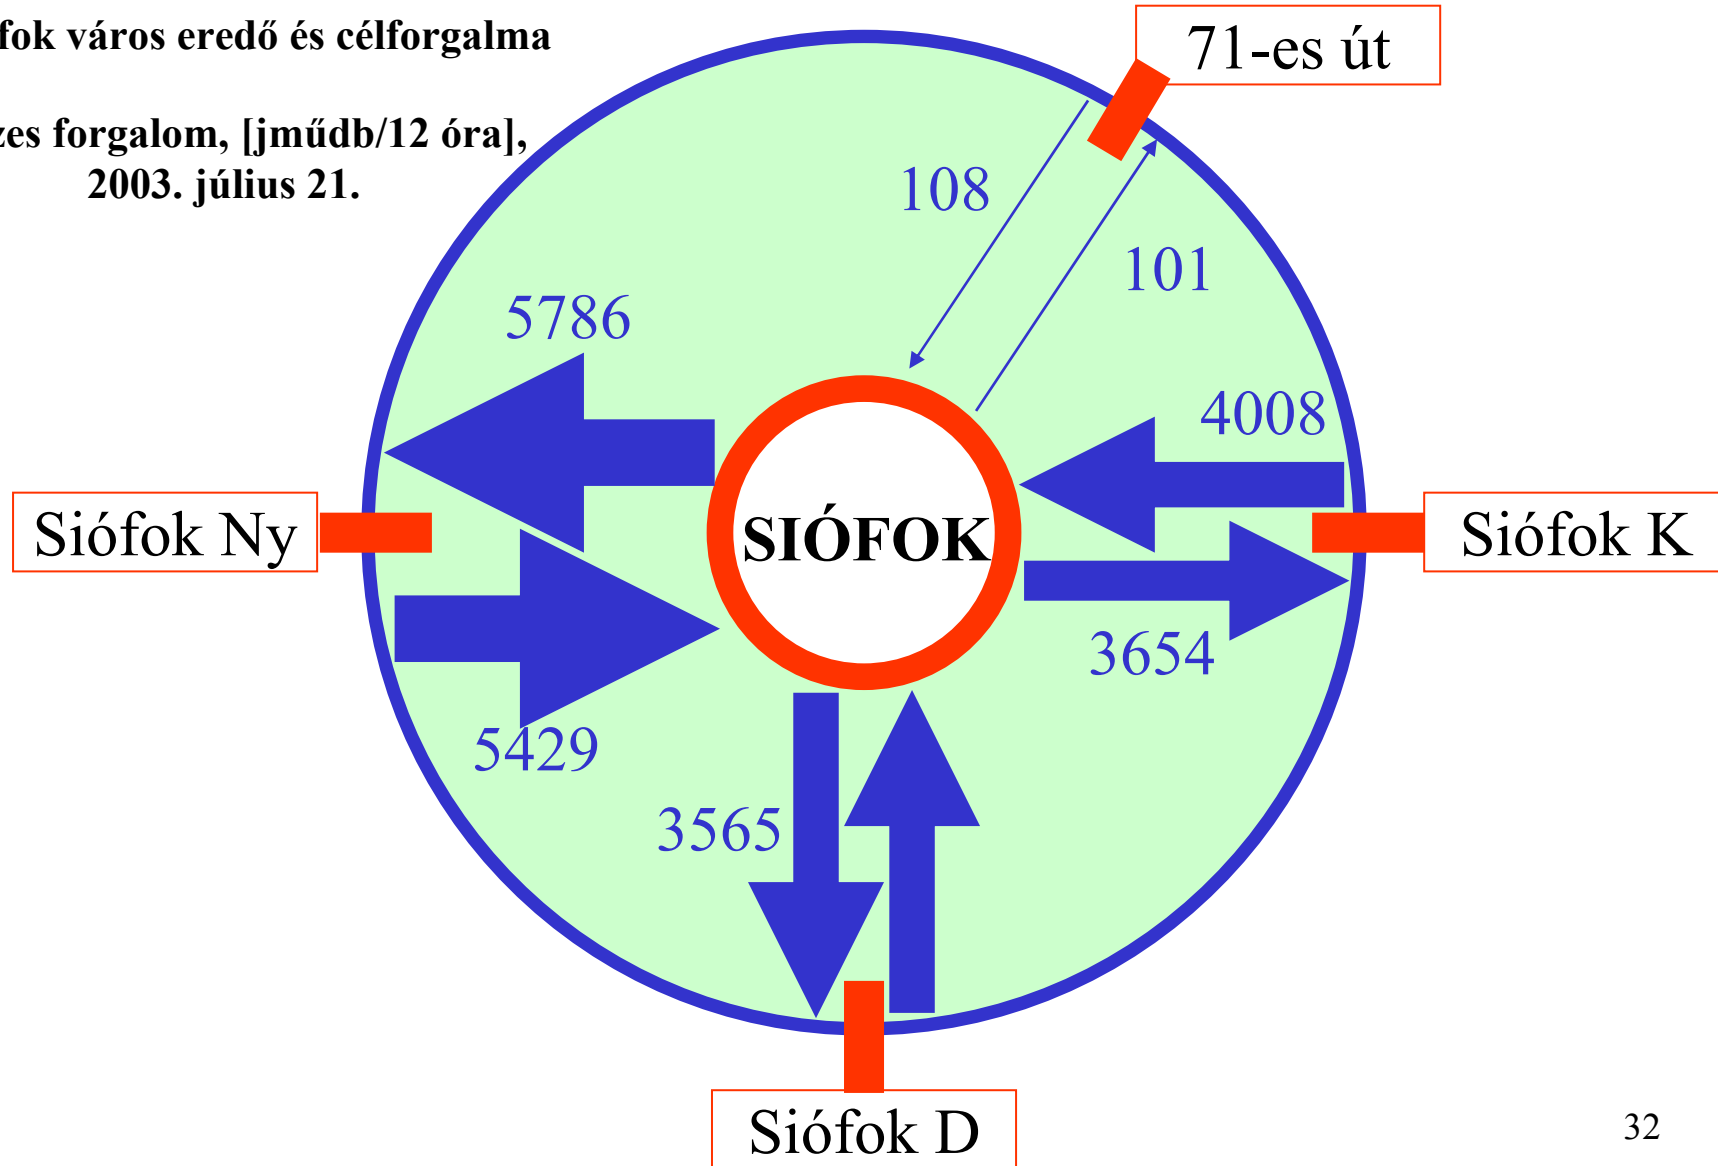 fok város eredő és célforgalma
zes forgalom, [jműdb/12 óra],
2003. július 21.
71-es út
108
101
5786
4008
Siófok Ny
SIÓFOK
Siófok K
3654
5429
3565
Siófok D
32